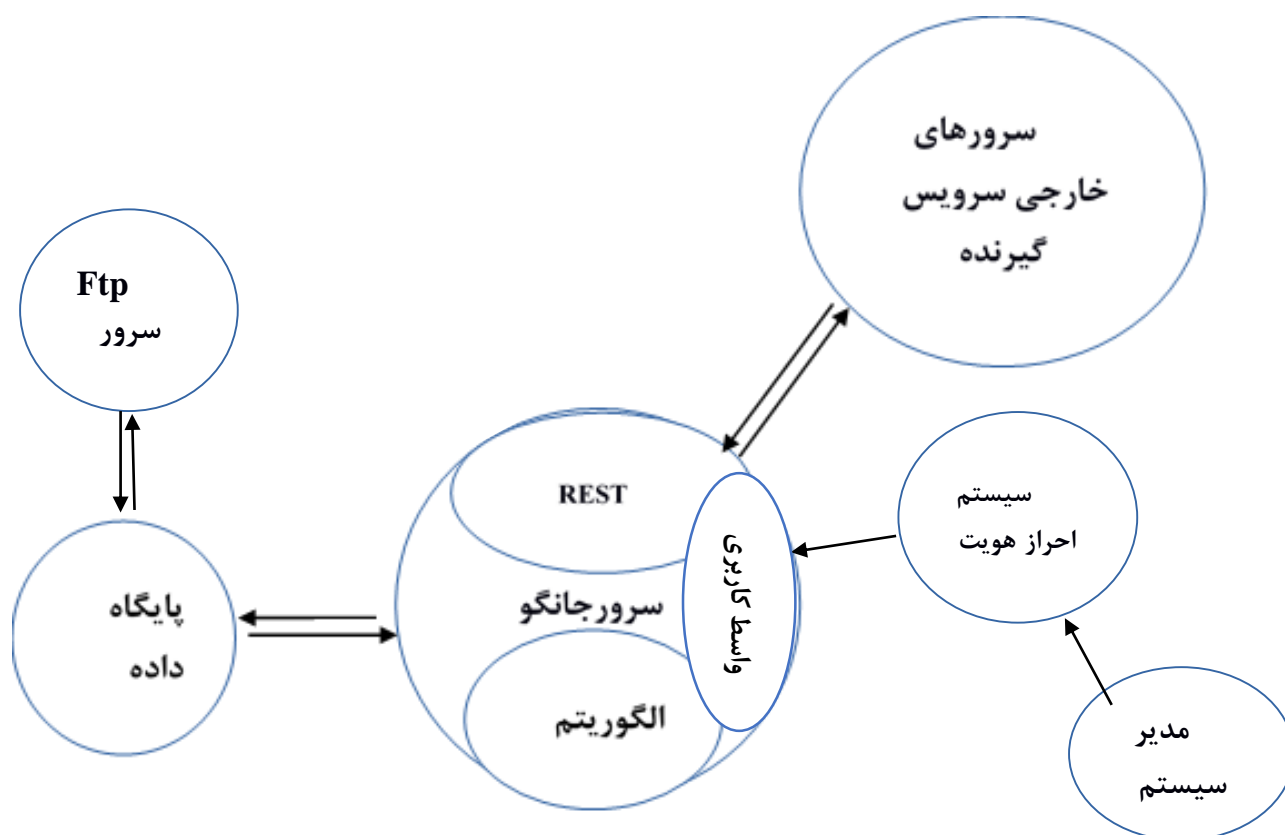 سرورهای
خارجی سرویس
گیرنده
Ftp
سرور
REST
سیستم
احراز هویت
واسط کاربری
سرورجانگو
پایگاه
داده
الگوریتم
مدیر
سیستم